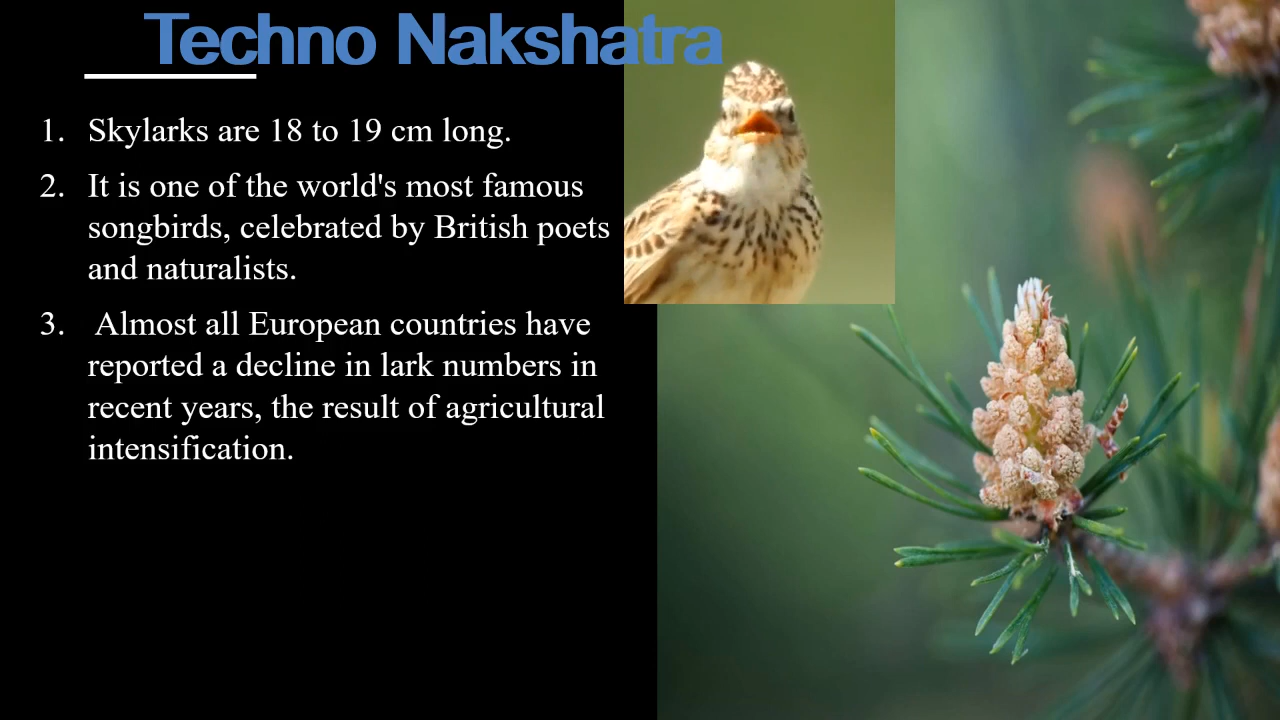 Techno Nakshatra
1. Skylarks are 18 to 19 cm long.
2. It is one of the world's most famous
songbirds, celebrated by British poets
and naturalists.
3. Almost all European countries have
reported a decline in lark numbers in
recent years, the result of agricultural
intensification.